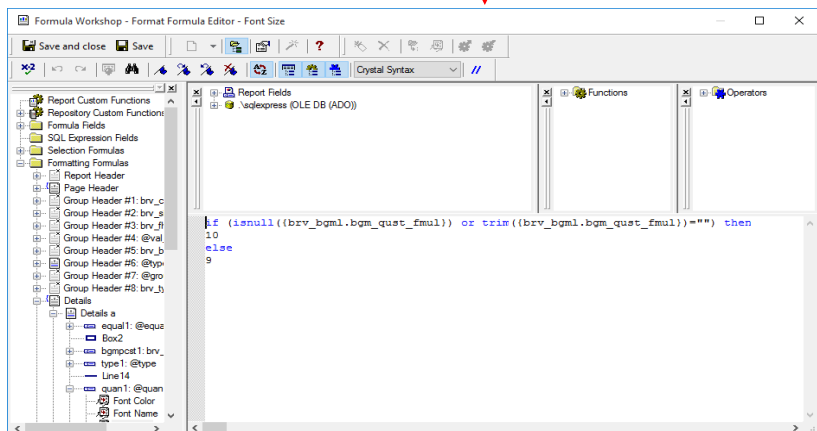 Formula Workshop - Format Formula Editor - Font Size
Save and close Save ? Crystal Syntax //
Report Custom Functions
Repository Custom Functions
Formula Fields
SQL Expression Fields
Selection Formulas
Formatting Formulas
Report Header
Page Header
Group Header #1: brv_c
Group Header #2: brv_s
Group Header #3: brv_fl
Group Header #4: @val_
Group Header #5: brv_b
Group Header #6: @typ
Group Header #7: @gro
Group Header #8: brv_ty
Details
Details a
equal1: @equa
Box2
bgmpcst1: brv_
type1: @type
Line14
quan1: @quan
Font Color
Font Name
Report Fields
.\sqlexpress (OLE DB (ADO))
Functions
Operators
if (isnull({brv_bgml.bgm_qust_fmul}) or trim({brv_bgml.bgm_qust_fmul})="") then
10
else
9